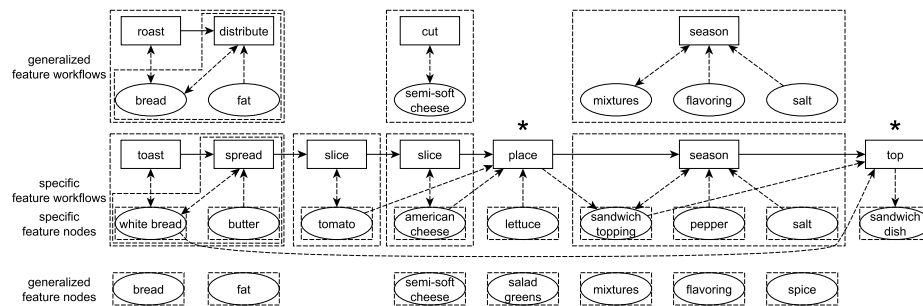 roast distribute cut season
generalized
feature workflows
bread fat semi-soft
cheese mixtures flavoring salt
* *
toast spread slice slice place season top
specific
feature workflows
specific
feature nodes
white bread butter tomato american
cheese lettuce sandwich
topping pepper salt sandwich
dish
generalized
feature nodes
bread fat semi-soft
cheese salad
greens mixtures flavoring spice